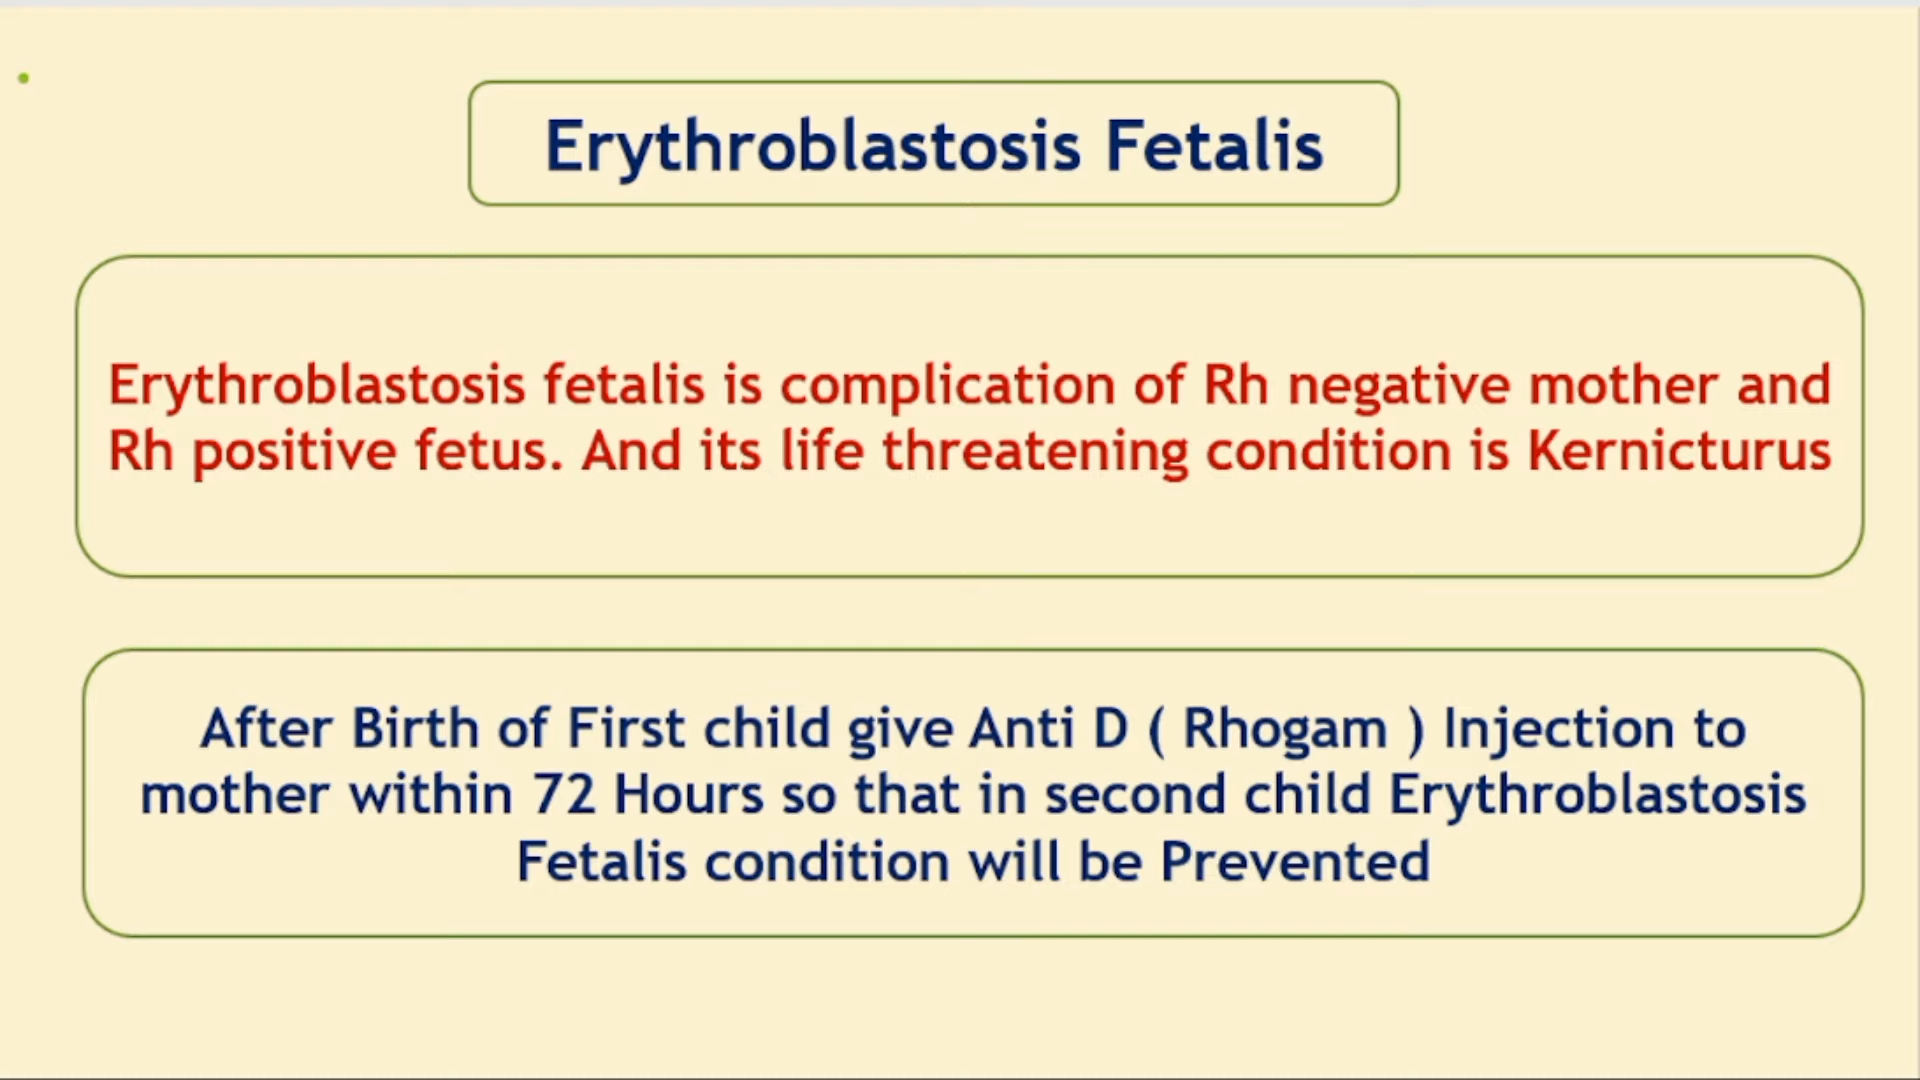 Erythroblastosis Fetalis
Erythroblastosis fetalis is complication of Rh negative mother and
Rh positive fetus. And its life threatening condition is Kernicturus
After Birth of First child give Anti D ( Rhogam ) Injection to
mother within 72 Hours so that in second child Erythroblastosis
Fetalis condition will be Prevented